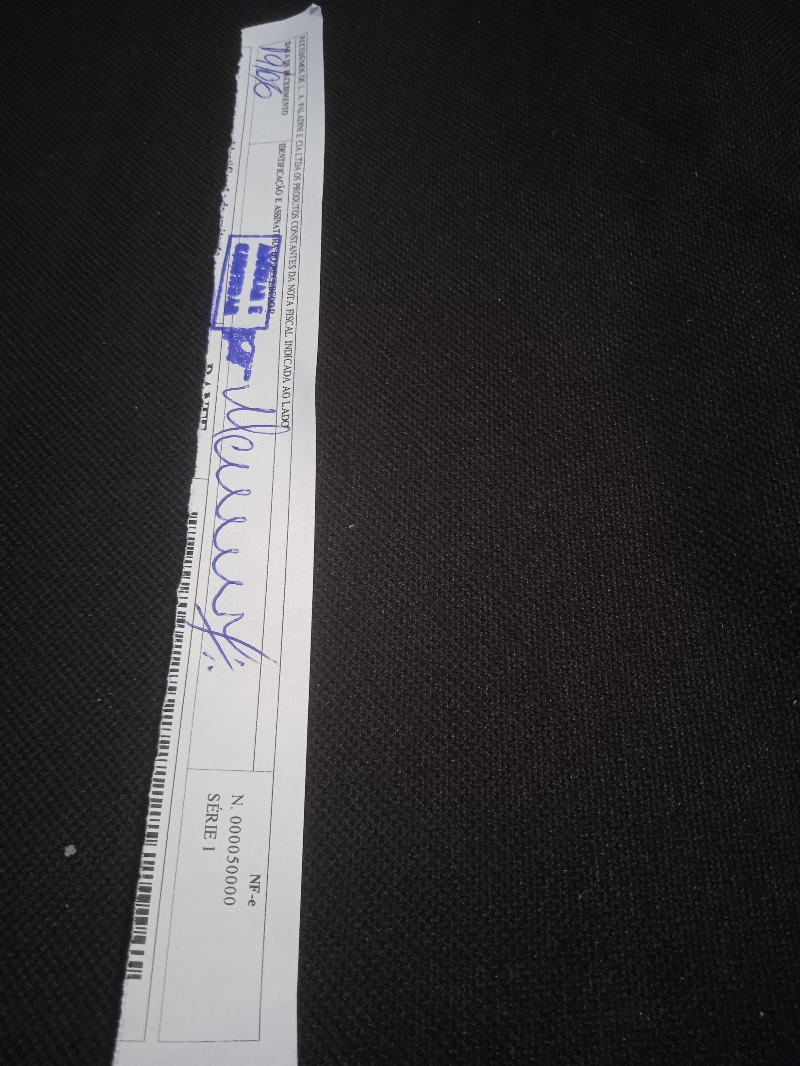 RECEBEMOS DE L. A. PALADINI E CIA LTDA OS PRODUTOS CONSTANTES DA NOTA FISCAL INDICADA AO LADO
DATA DE RECEBIMENTO
19/06
IDENTIFICAÇÃO E ASSINATURA DO RECEBEDOR
NF-e
N. 000050000
SÉRIE 1